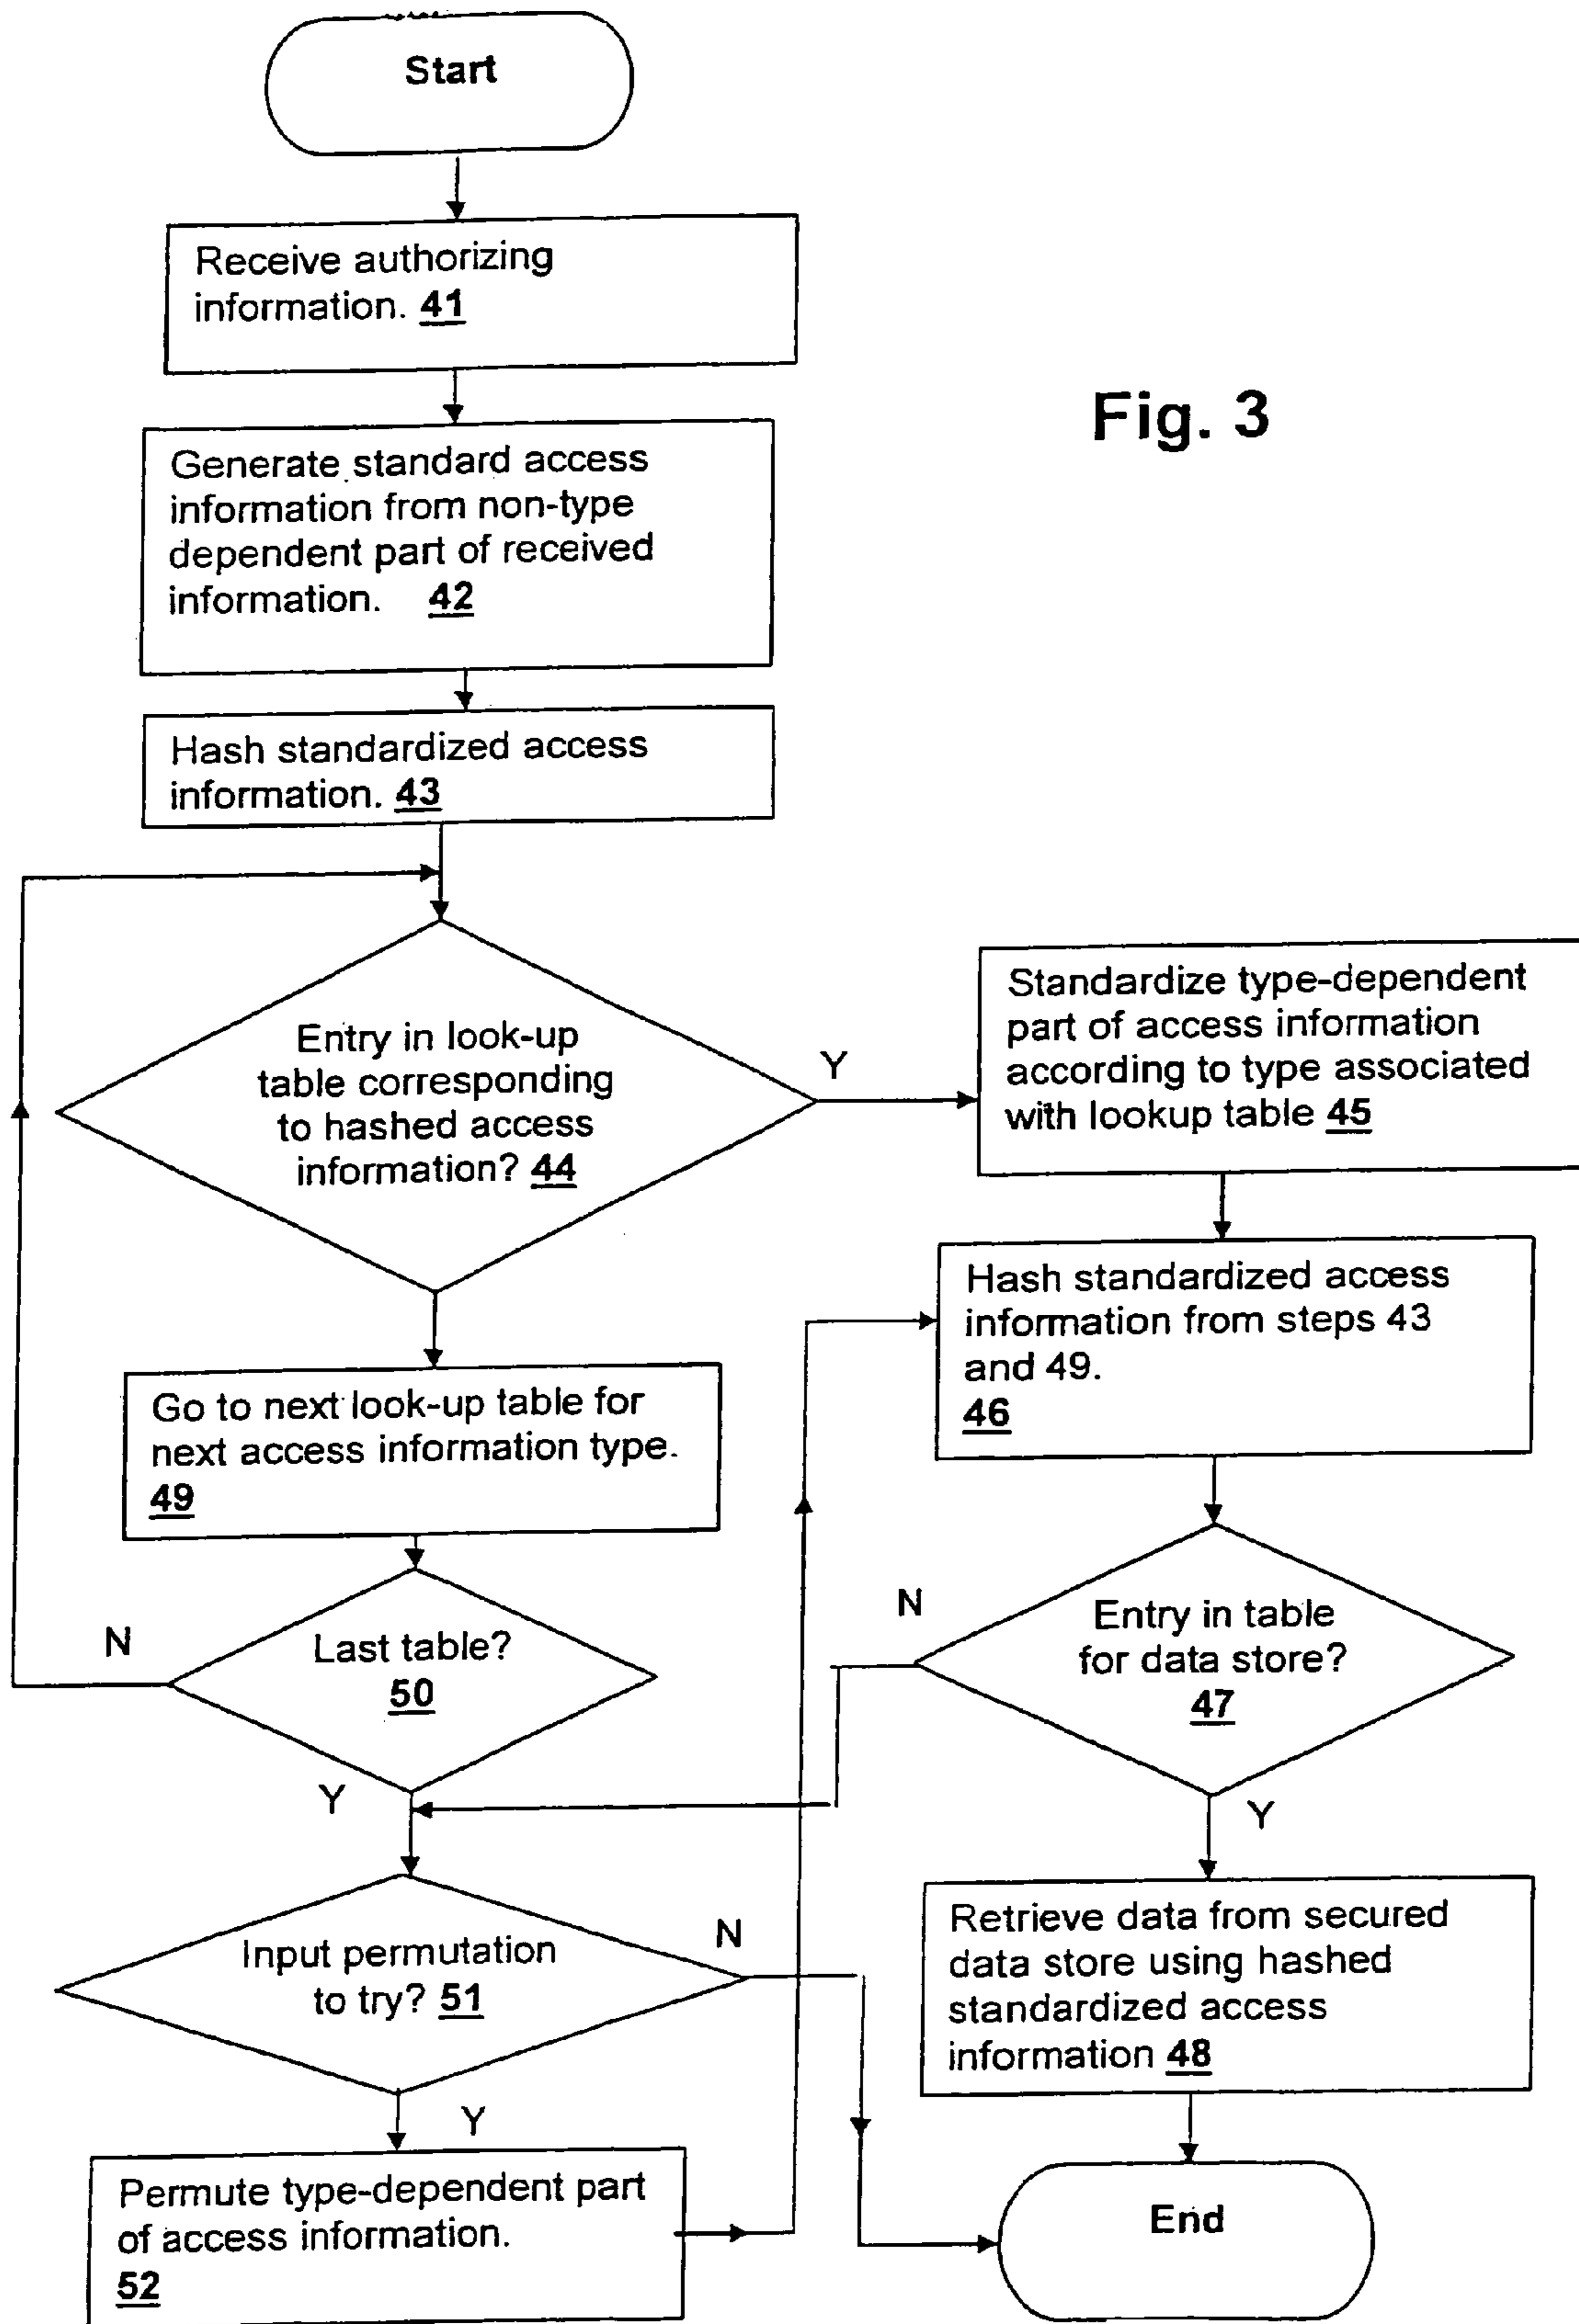 Start
Receive authorizing
information. 41
Fig. 3
Generate standard access
information from non-type
dependent part of received
information. 42
Hash standardized access
information. 43
Entry in look-up
table corresponding
to hashed access
information? 44
Y
Standardize type-dependent
part of access information
according to type associated
with lookup table 45
Hash standardized access
information from steps 43
and 49.
46
Go to next look-up table for
next access information type.
49
N
Last table?
50
Y
N
Entry in table
for data store?
47
Y
Input permutation
to try? 51
N
Y
Retrieve data from secured
data store using hashed
standardized access
information 48
Permute type-dependent part
of access information.
52
End